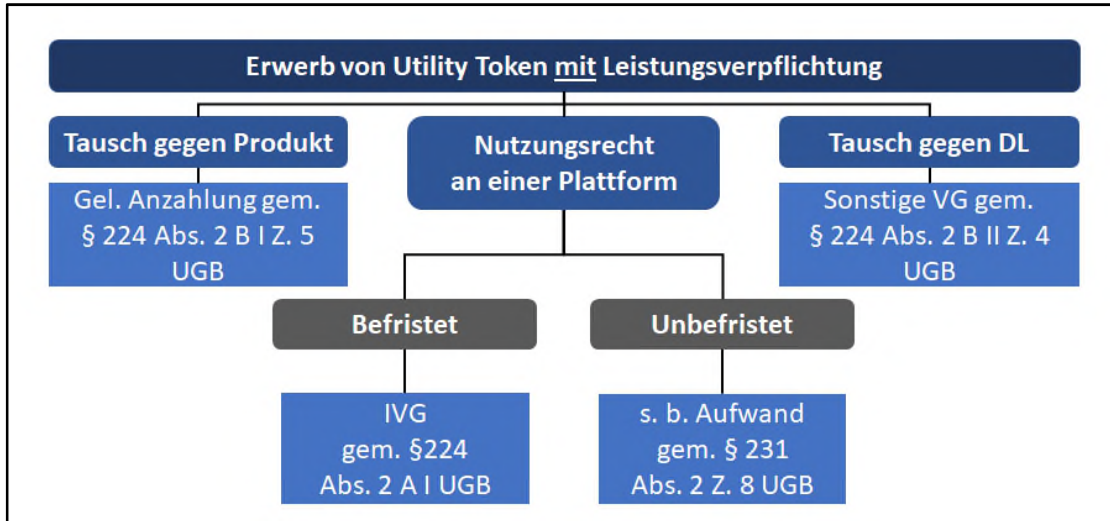 Erwerb von Utility Token mit Leistungsverpflichtung
Tausch gegen Produkt
Gel. Anzahlung gem.
§ 224 Abs. 2 B I Z. 5
UGB
Nutzungsrecht
an einer Plattform
Tausch gegen DL
Sonstige VG gem.
§ 224 Abs. 2 B II Z. 4
UGB
Befristet
IVG
gem. §224
Abs. 2 A I UGB
Unbefristet
s. b. Aufwand
gem. § 231
Abs. 2 Z. 8 UGB